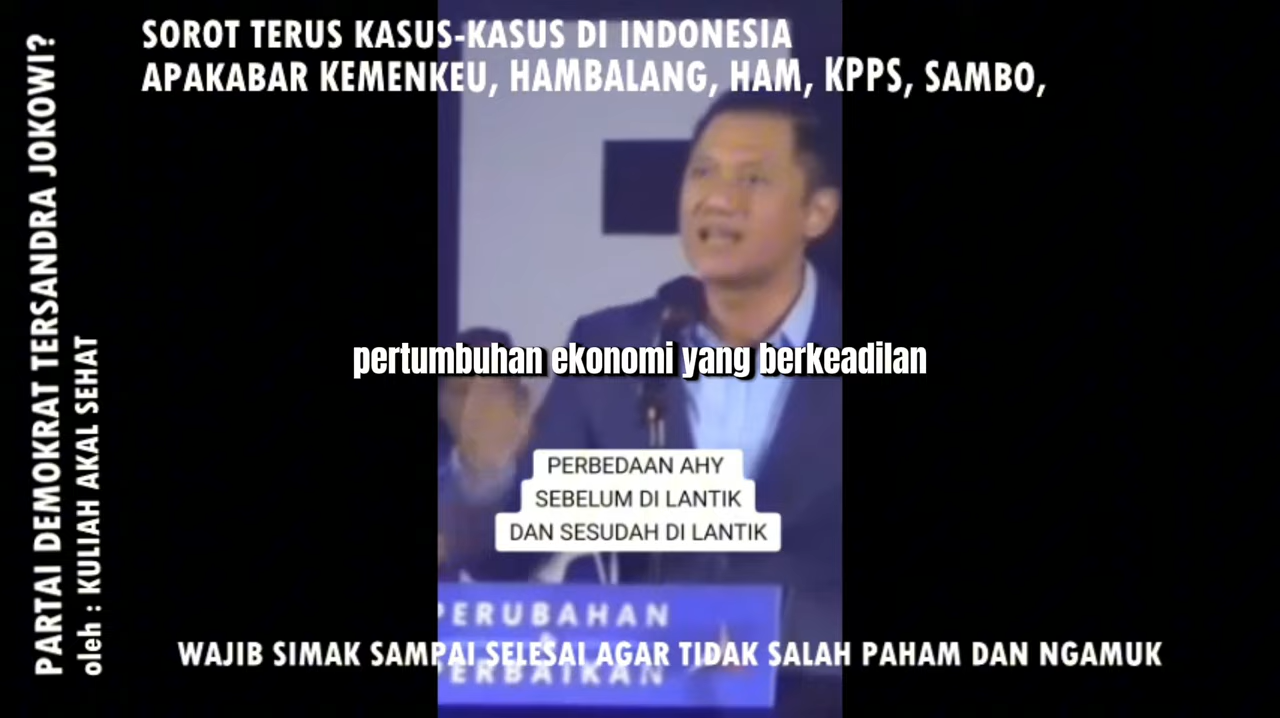 PARTAI DEMOKRAT TERSANDRA JOKOWI?
oleh : KULIAH AKAL SEHAT
SOROT TERUS KASUS-KASUS DI INDONESIA
APAKABAR KEMENKEU, HAMBALANG, HAM, KPPS, SAMBO,
pertumbuhan ekonomi yang berkeadilan
PERBEDAAN AHY
SEBELUM DI LANTIK
DAN SESUDAH DI LANTIK
PERUBAHAN
WAJIB SIMAK SAMPAI SELESAI AGAR TIDAK SALAH PAHAM DAN NGAMUK
PERBAIKAN